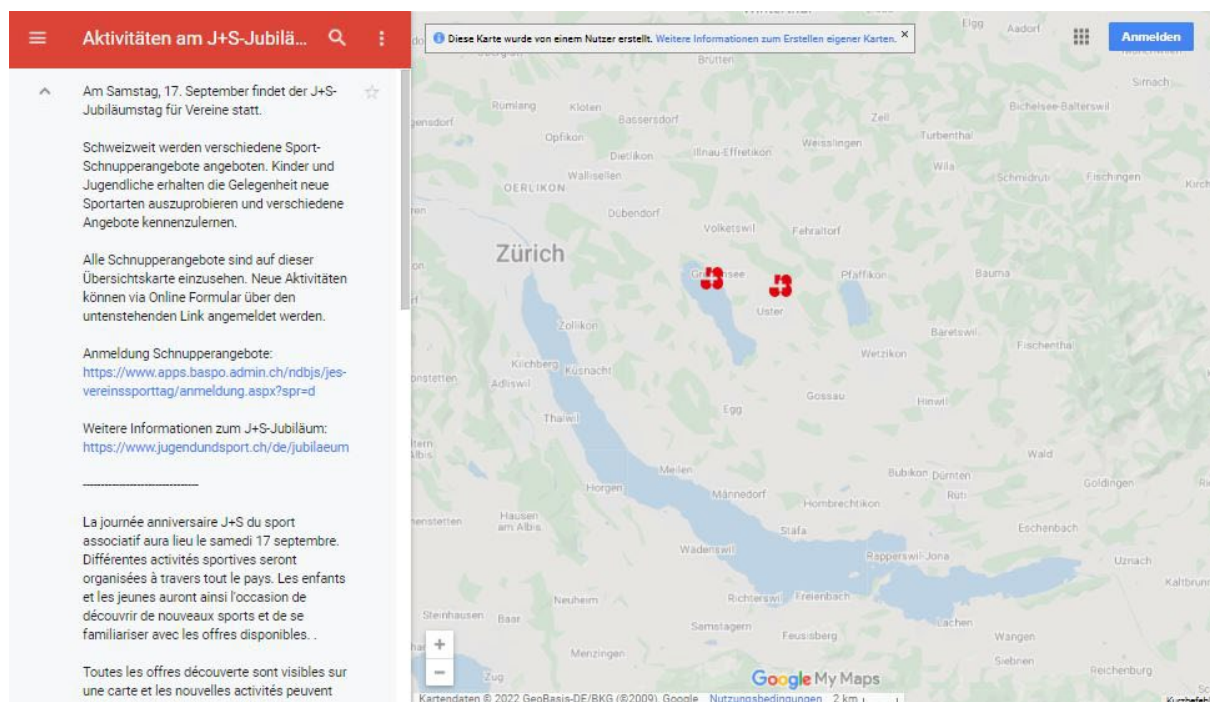 Aktivitäten am J+S-Jubilä...
Am Samstag, 17. September findet der J+S-
Jubiläumstag für Vereine statt.
Schweizweit werden verschiedene Sport-
Schnupperangebote angeboten. Kinder und
Jugendliche erhalten die Gelegenheit neue
Sportarten auszuprobieren und verschiedene
Angebote kennenzulernen.
Alle Schnupperangebote sind auf dieser
Übersichtskarte einzusehen. Neue Aktivitäten
können via Online Formular über den
untenstehenden Link angemeldet werden.
Anmeldung Schnupperangebote:
https://www.apps.baspo.admin.ch/ndbjs/jes-
vereinssporttag/anmeldung.aspx?spr=d
Weitere Informationen zum J+S-Jubiläum:
https://www.jugendundsport.ch/de/jubilaeum
--------------------------------
La journée anniversaire J+S du sport
associatif aura lieu le samedi 17 septembre.
Différentes activités sportives seront
organisées à travers tout le pays. Les enfants
et les jeunes auront ainsi l'occasion de
découvrir de nouveaux sports et de se
familiariser avec les offres disponibles. .
Toutes les offres découverte sont visibles sur
une carte et les nouvelles activités peuvent
Diese Karte wurde von einem Nutzer erstellt. Weitere Informationen zum Erstellen eigener Karten. ×
Anmelden
Elgg
Aadorf
Brütten
Sirnach
Rümlang
Kloten
Bassersdorf
Zell
Bichelsee-Balterswil
Opfikon
Turbenthal
Dietlikon
Illnau-Effretikon
Weisslingen
Wallisellen
Wila
OERLIKON
Schmidrüti
Fischingen
Dübendorf
Volketswil
Fehraltorf
Zürich
Pfäffikon
Bauma
Uster
Zollikon
Bäretswil
Fischenthal
Wetzikon
Kilchberg
Küsnacht
Adliswil
Gossau
Hinwil
Egg
Thalwil
Wald
Meilen
Bubikon
Dürnten
Goldingen
Horgen
Männedorf
Rüti
Hombrechtikon
Hausen
am Albis
Stäfa
Eschenbach
Wädenswil
Rapperswil-Jona
Uznach
Neuheim
Richterswil
Freienbach
Steinhausen
Baar
Samstagern
Lachen
Feusisberg
Wangen
Menzingen
Siebnen
Reichenburg
Zug
Google My Maps
Kartendaten © 2022 GeoBasis-DE/BKG (©2009), Google
Nutzungsbedingungen
2 km